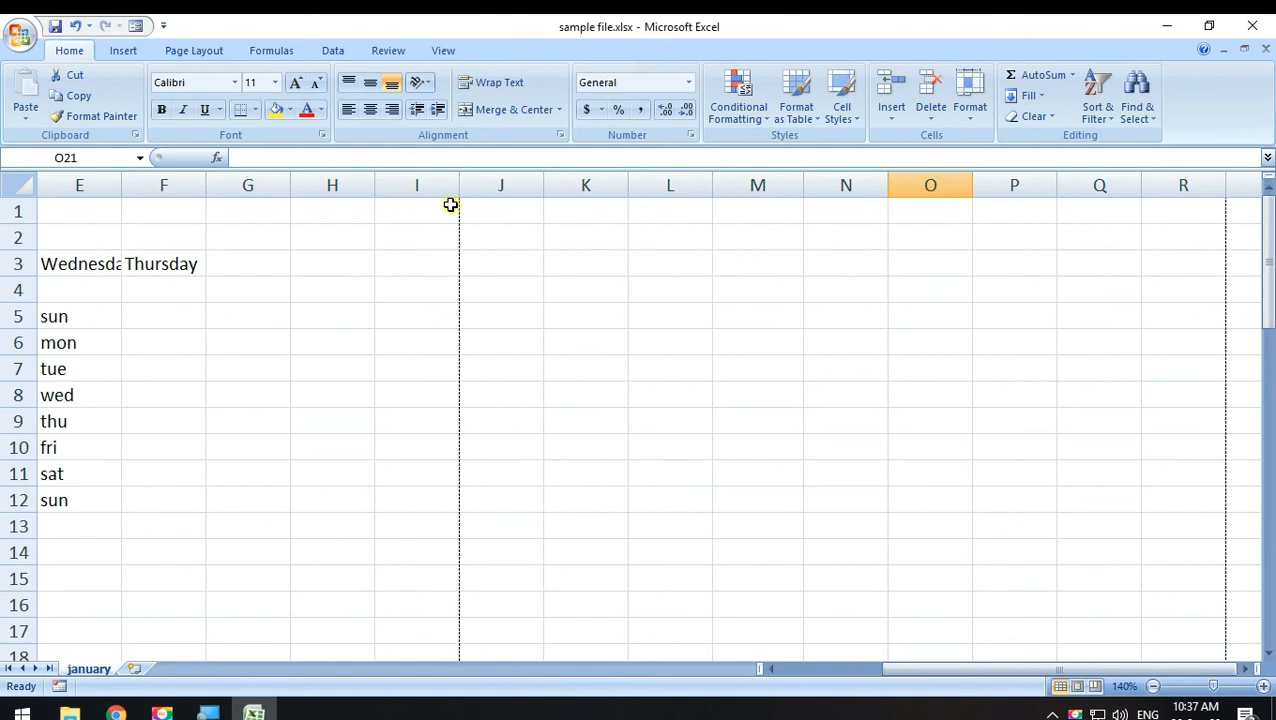 sample file.xlsx - Microsoft Excel
Home Insert Page Layout Formulas Data Review View
Paste
Cut
Copy
Format Painter
Clipboard
Calibri 11
A A
B I U A
Font
Wrap Text
Merge & Center
Alignment
General
$ % , .0 .00 .00 .0
Number
Conditional Formatting
Format as Table
Cell Styles
Styles
Insert
Delete
Format
Cells
Σ AutoSum
Fill
Clear
Sort & Filter
Find & Select
Editing
O21 fx
E F G H I J K L M N O P Q R
1
2
3 Wednesda Thursday
4
5 sun
6 mon
7 tue
8 wed
9 thu
10 fri
11 sat
12 sun
13
14
15
16
17
18
january
Ready 140%
ENG 10:37 AM